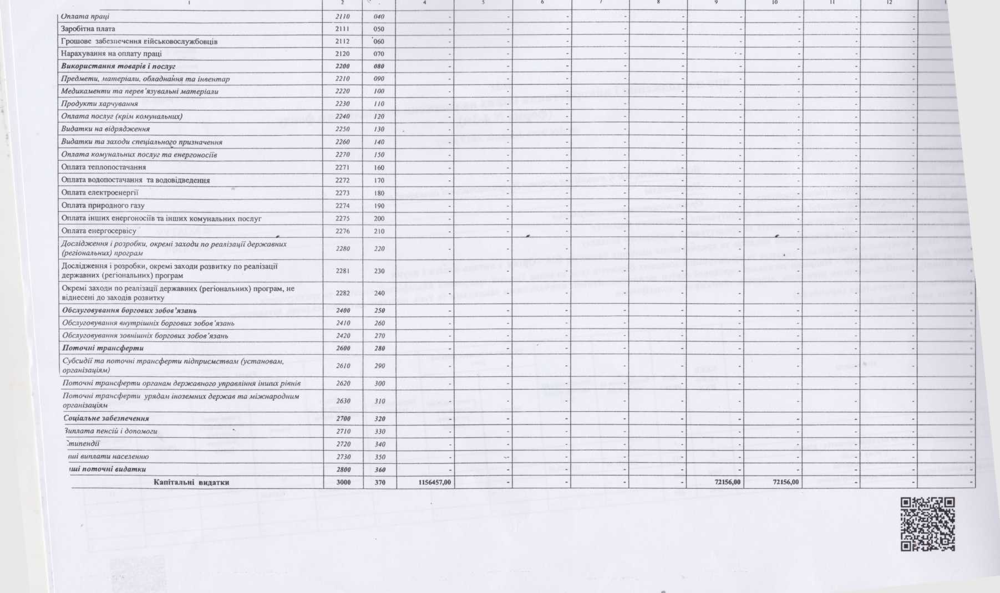 1 2 4 5 6 7 8 9 10 11 12
Оплата праці 2110 040 - - - - - - - - -
Заробітна плата 2111 050 - - - - - - - - -
Грошове забезпечення військовослужбовців 2112 060 - - - - - - - - -
Нарахування на оплату праці 2120 070 - - - - - - - - -
Використання товарів і послуг 2200 080 - - - - - - - - -
Предмети, матеріали, обладнання та інвентар 2210 090 - - - - - - - - -
Медикаменти та перев’язувальні матеріали 2220 100 - - - - - - - - -
Продукти харчування 2230 110 - - - - - - - - -
Оплата послуг (крім комунальних) 2240 120 - - - - - - - - -
Видатки на відрядження 2250 130 - - - - - - - - -
Видатки та заходи спеціального призначення 2260 140 - - - - - - - - -
Оплата комунальних послуг та енергоносіїв 2270 150 - - - - - - - - -
Оплата теплопостачання 2271 160 - - - - - - - - -
Оплата водопостачання та водовідведення 2272 170 - - - - - - - - -
Оплата електроенергії 2273 180 - - - - - - - - -
Оплата природного газу 2274 190 - - - - - - - - -
Оплата інших енергоносіїв та інших комунальних послуг 2275 200 - - - - - - - - -
Оплата енергосервісу 2276 210 - - - - - - - - -
Дослідження і розробки, окремі заходи по реалізації державних
(регіональних) програм 2280 220 - - - - - - - - -
Дослідження і розробки, окремі заходи розвитку по реалізації
державних (регіональних) програм 2281 230 - - - - - - - - -
Окремі заходи по реалізації державних (регіональних) програм, не
віднесені до заходів розвитку 2282 240 - - - - - - - - -
Обслуговування боргових зобов’язань 2400 250 - - - - - - - - - -
Обслуговування внутрішніх боргових зобов’язань 2410 260 - - - - - - - - - -
Обслуговування зовнішніх боргових зобов’язань 2420 270 - - - - - - - - - -
Поточні трансферти 2600 280 - - - - - - - - - -
Субсидії та поточні трансферти підприємствам (установам,
організаціям) 2610 290 - - - - - - - - - -
Поточні трансферти органам державного управління інших рівнів 2620 300 - - - - - - - - - -
Поточні трансферти урядам іноземних держав та міжнародним
організаціям 2630 310 - - - - - - - - - -
Соціальне забезпечення 2700 320 - - - - - - - - - -
иплата пенсій і допомоги 2710 330 - - - - - - - - - -
типендії 2720 340 - - - - - - - - - -
ші виплати населенню 2730 350 - - - - - - - - - -
ші поточні видатки 2800 360 - - - - - - - - - -
Капітальні видатки 3000 370 1156457,00 - - - - 72156,00 72156,00 - - -